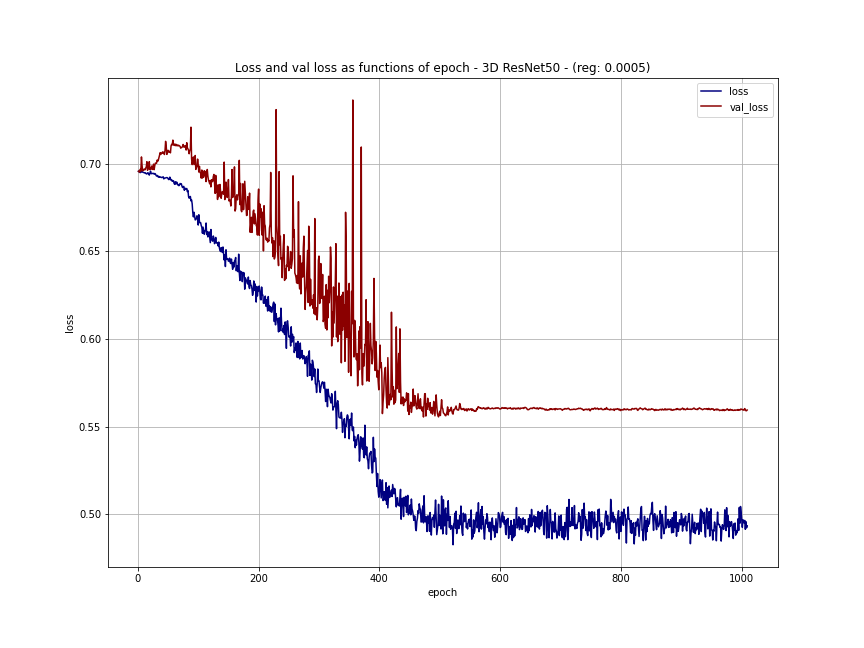 Loss and val loss as functions of epoch - 3D ResNet50 - (reg: 0.0005)
loss
val_loss
0.70
0.65
0.60
0.55
0.50
loss
0
200
400
600
800
1000
epoch